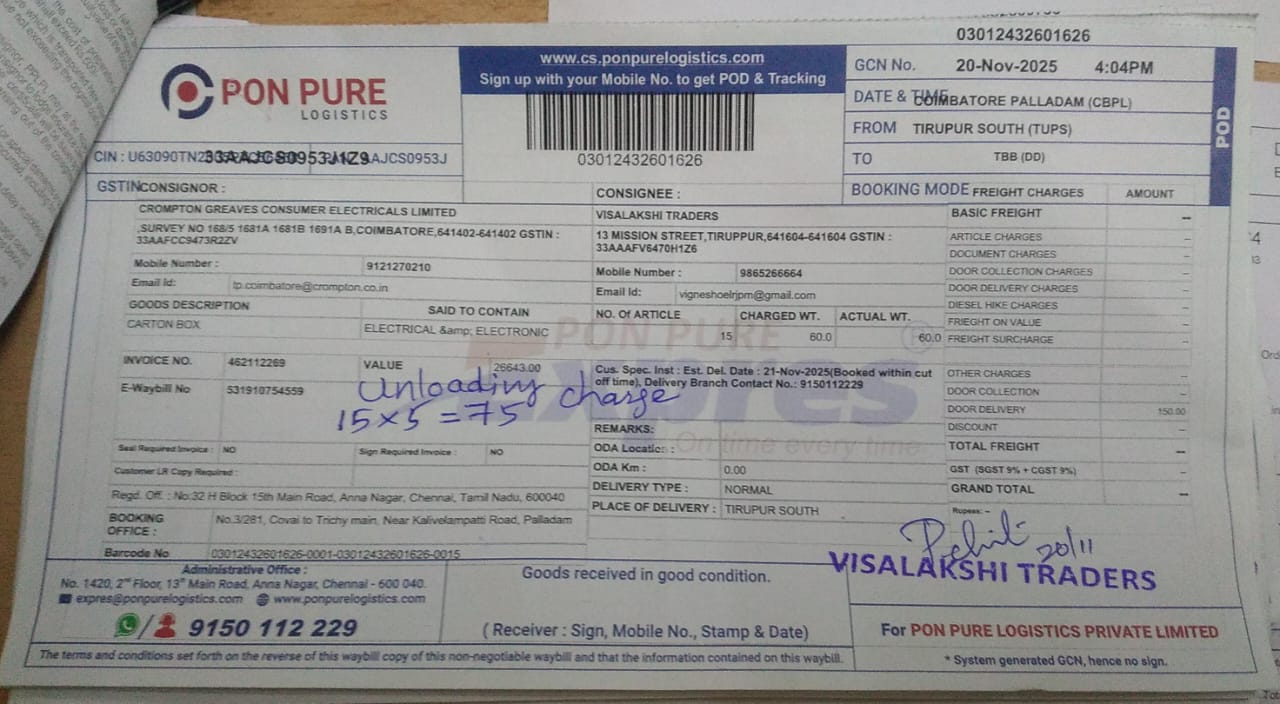 03012432601626
PON PURE
LOGISTICS
www.cs.ponpurelogistics.com
Sign up with your Mobile No. to get POD & Tracking
03012432601626
GCN No. 20-Nov-2025 4:04PM
DATE & TIME COIMBATORE PALLADAM (CBPL)
FROM TIRUPUR SOUTH (TUPS)
TO TBB (DD)
POD
CIN : 33AAJCS0953J1Z9 AAJCS0953J
GSTIN
BOOKING MODE FREIGHT CHARGES AMOUNT
CONSIGNOR :
CROMPTON GREAVES CONSUMER ELECTRICALS LIMITED
,SURVEY NO 168/5 1681A 1681B 1691A B,COIMBATORE,641402-641402 GSTIN :
33AAFCC9473R2ZV
Mobile Number : 9121270210
Email Id: tp.coimbatore@crompton.co.in
CONSIGNEE :
VISALAKSHI TRADERS
13 MISSION STREET,TIRUPPUR,641604-641604 GSTIN :
33AAAFV6470H1Z6
Mobile Number : 9865266664
Email Id: vigneshoelrjpm@gmail.com
GOODS DESCRIPTION SAID TO CONTAIN
CARTON BOX ELECTRICAL &amp; ELECTRONIC
NO. Of ARTICLE CHARGED WT. ACTUAL WT.
15 60.0 60.0
INVOICE NO. 462112269 VALUE 26643.00
E-Waybill No 531910754559
unloading charge
15×5=75
Cus. Spec. Inst : Est. Del. Date : 21-Nov-2025(Booked within cut
off time), Delivery Branch Contact No.: 9150112229
REMARKS:
ODA Location :
ODA Km : 0.00
DELIVERY TYPE : NORMAL
PLACE OF DELIVERY : TIRUPUR SOUTH
PON PURE
Expres
On time every time
Seal Required Invoice : NO Sign Required Invoice : NO
Customer LR Copy Required :
Regd. Off. : No:32 H Block 15th Main Road, Anna Nagar, Chennai, Tamil Nadu, 600040
BOOKING
OFFICE :
No.3/281, Covai to Trichy main, Near Kalivelampatti Road, Palladam
Barcode No 03012432601626-0001-03012432601626-0015
BASIC FREIGHT –
ARTICLE CHARGES –
DOCUMENT CHARGES –
DOOR COLLECTION CHARGES –
DOOR DELIVERY CHARGES –
DIESEL HIKE CHARGES –
FRIEGHT ON VALUE –
FREIGHT SURCHARGE –
OTHER CHARGES –
DOOR COLLECTION –
DOOR DELIVERY 150.00
DISCOUNT –
TOTAL FREIGHT –
GST (SGST 9% + CGST 9%) –
GRAND TOTAL –
Rupees: –
20/11
VISALAKSHI TRADERS
Administrative Office :
No. 1420, 2nd Floor, 13th Main Road, Anna Nagar, Chennai - 600 040.
expres@ponpurelogistics.com www.ponpurelogistics.com
9150 112 229
Goods received in good condition.
( Receiver : Sign, Mobile No., Stamp & Date)
For PON PURE LOGISTICS PRIVATE LIMITED
* System generated GCN, hence no sign.
The terms and conditions set forth on the reverse of this waybill copy of this non-negotiable waybill and that the information contained on this waybill.